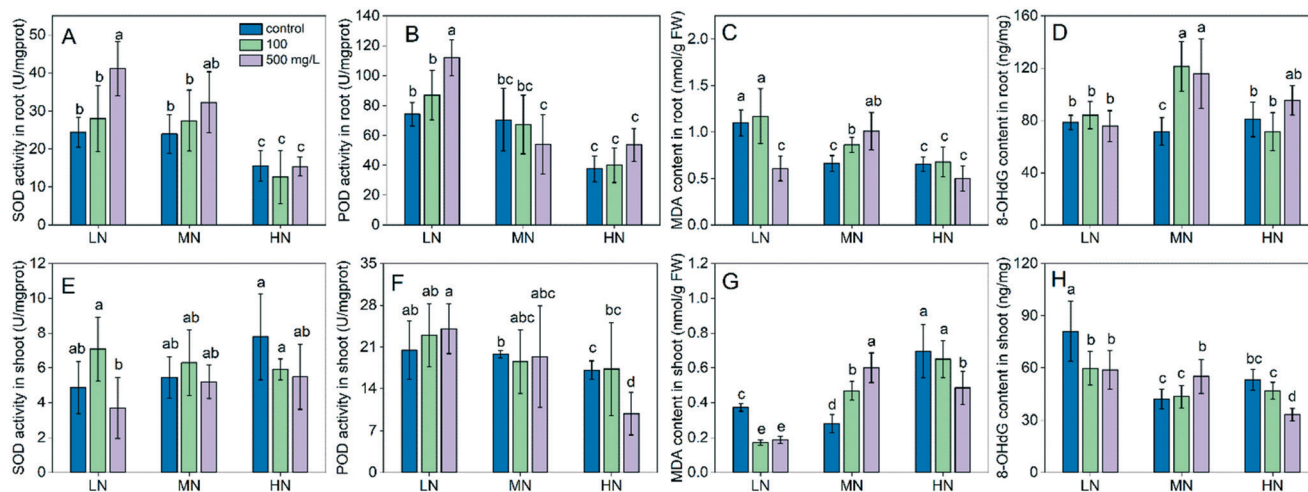 A
control
100
500 mg/L
SOD activity in root (U/mgprot)
50
40
30
20
10
0
b b a
b b ab
c c c
LN MN HN
B
POD activity in root (U/mgprot)
140
120
100
80
60
40
20
0
b b a
bc bc c
c c b
LN MN HN
C
MDA content in root (nmol/g FW)
2.0
1.5
1.0
0.5
0.0
a a c
c b ab
c c c
LN MN HN
D
8-OHdG content in root (ng/mg)
160
120
80
40
0
b b b
c a a
b b ab
LN MN HN
E
SOD activity in shoot (U/mgprot)
12
10
8
6
4
2
0
ab a b
ab ab ab
a a ab
LN MN HN
F
POD activity in shoot (U/mgprot)
35
28
21
14
7
0
ab ab a
b abc abc
c bc d
LN MN HN
G
MDA content in shoot (nmol/g FW)
1.2
1.0
0.8
0.6
0.4
0.2
0.0
c e e
d b a
a a b
LN MN HN
H
8-OHdG content in shoot (ng/mg)
120
90
60
30
0
a b b
c c b
bc c d
LN MN HN